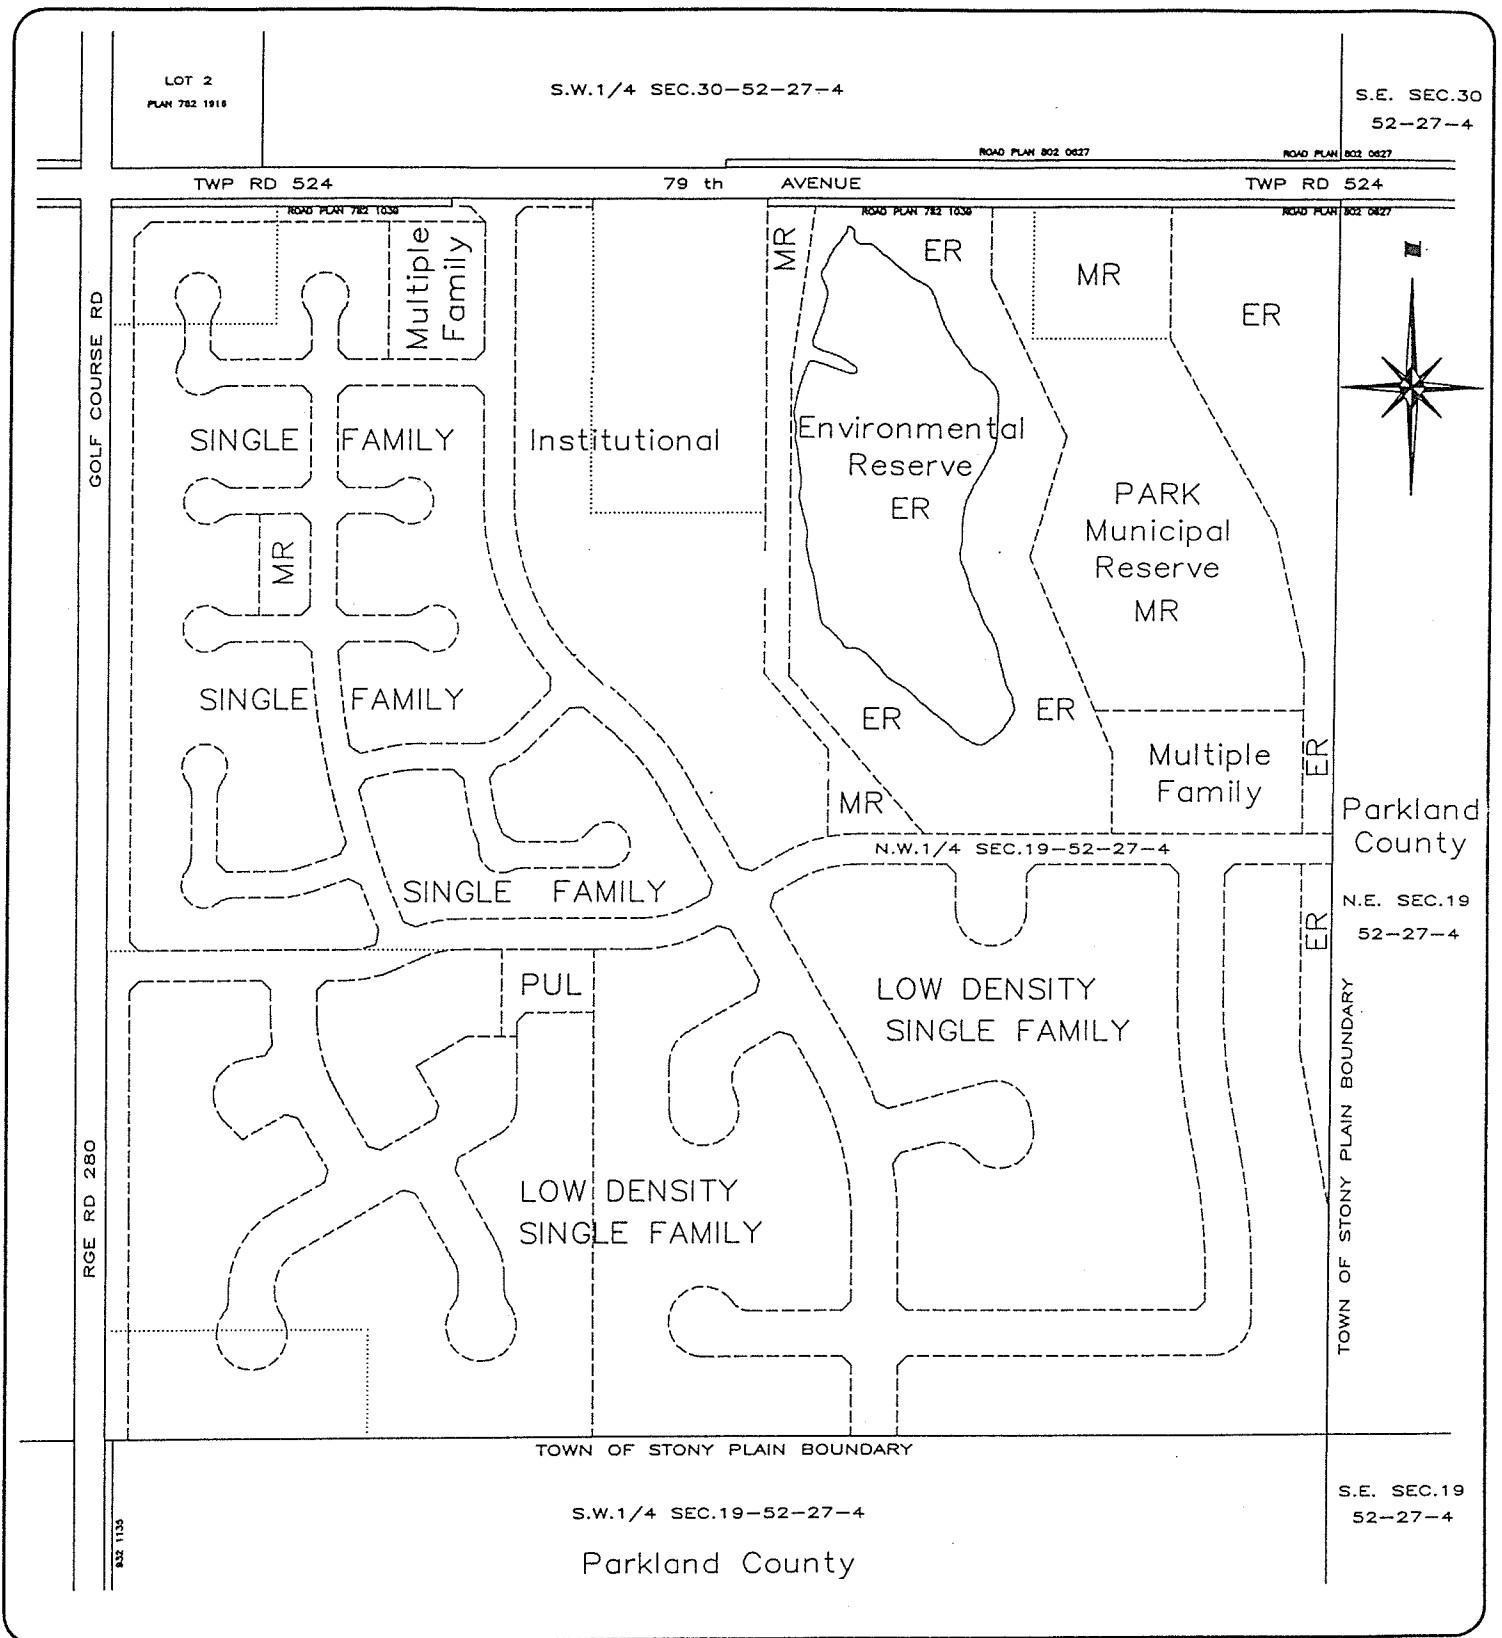 LOT 2
PLAN 782 1918
S.W.1/4 SEC.30-52-27-4
S.E. SEC.30
52-27-4
ROAD PLAN 802 0627
ROAD PLAN 802 0627
TWP RD 524
79 th AVENUE
TWP RD 524
ROAD PLAN 782 1039
ROAD PLAN 782 1039
ROAD PLAN 802 0627
Multiple
Family
MR
ER
MR
ER
GOLF COURSE RD
SINGLE FAMILY
Institutional
Environmental
Reserve
ER
PARK
Municipal
Reserve
MR
MR
SINGLE FAMILY
ER
ER
Multiple
Family
ER
MR
Parkland
County
N.W.1/4 SEC.19-52-27-4
SINGLE FAMILY
N.E. SEC.19
52-27-4
ER
PUL
LOW DENSITY
SINGLE FAMILY
TOWN OF STONY PLAIN BOUNDARY
RGE RD 280
LOW DENSITY
SINGLE FAMILY
TOWN OF STONY PLAIN BOUNDARY
S.W.1/4 SEC.19-52-27-4
S.E. SEC.19
52-27-4
932 1135
Parkland County